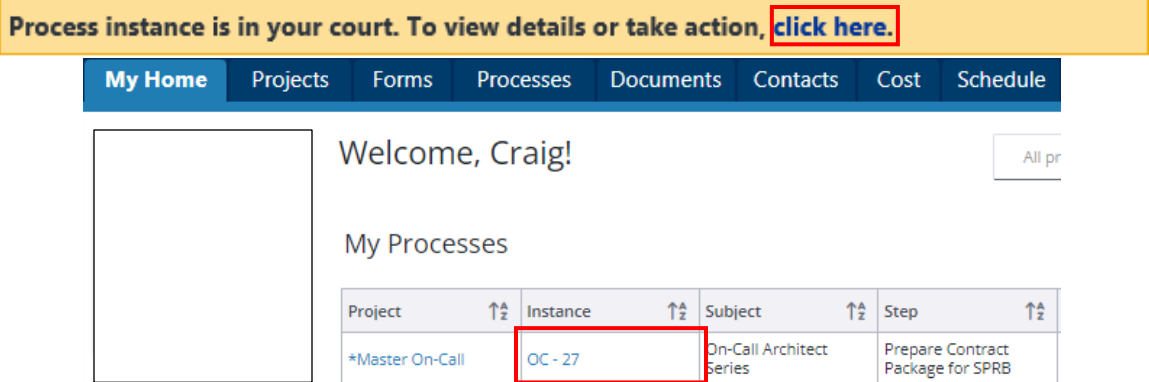 Process instance is in your court. To view details or take action, click here.
My Home Projects Forms Processes Documents Contacts Cost Schedule
Welcome, Craig!
All pr
My Processes
Project Instance Subject Step
*Master On-Call OC - 27 On-Call Architect Series Prepare Contract Package for SPRB